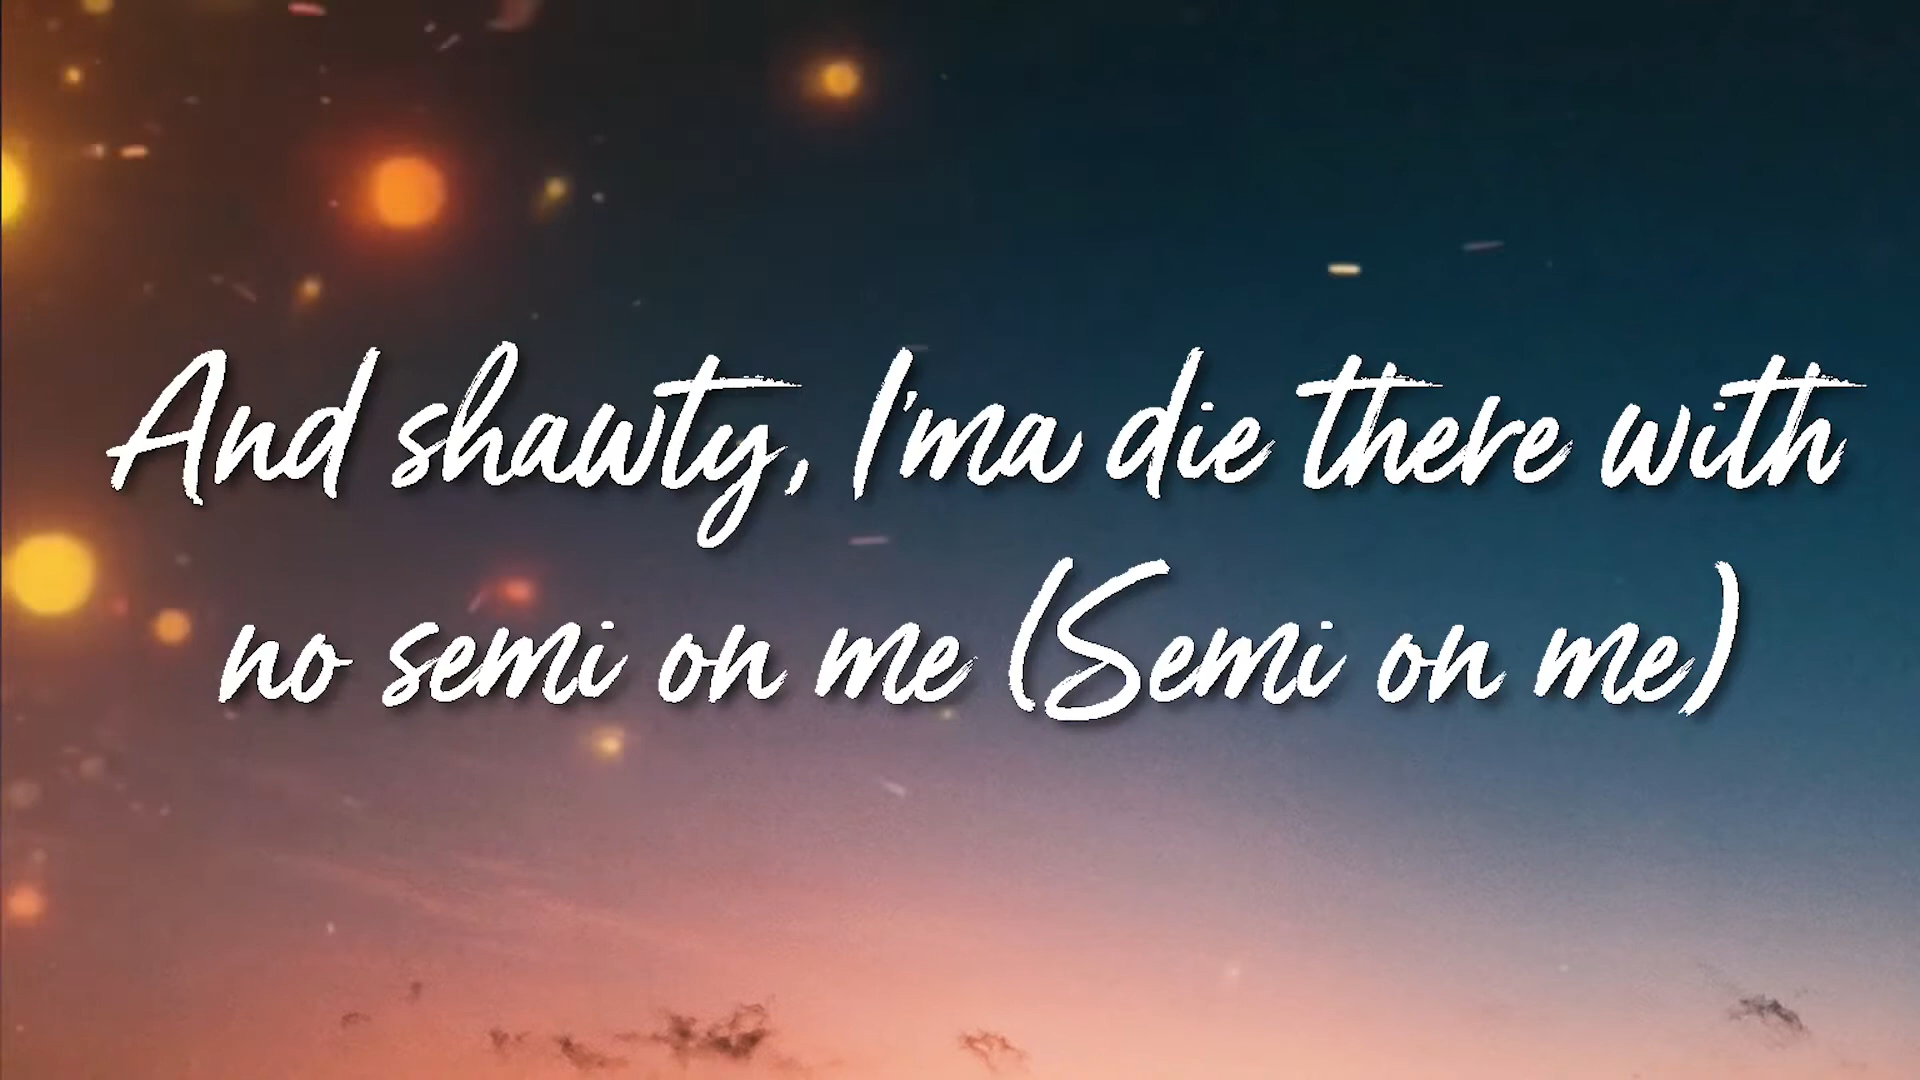 And shawty, I'ma die there with
no semi on me (Semi on me)